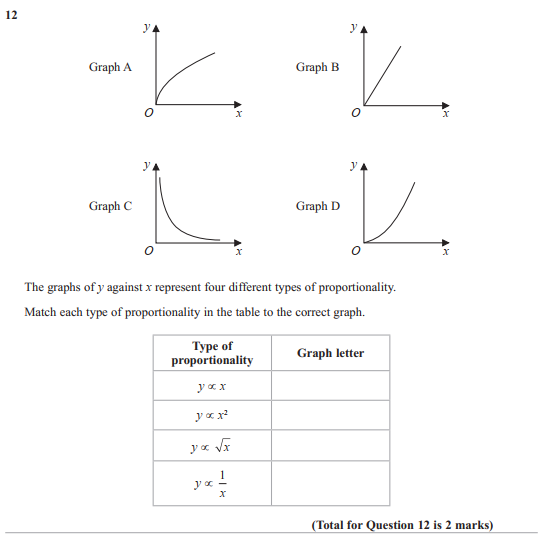 12
y
Graph A
O
x
y
Graph B
O
x
y
Graph C
O
x
y
Graph D
O
x
The graphs of y against x represent four different types of proportionality.
Match each type of proportionality in the table to the correct graph.
Type of
proportionality
Graph letter
y ∝ x
y ∝ x²
y ∝ √x
y ∝ 1/x
(Total for Question 12 is 2 marks)